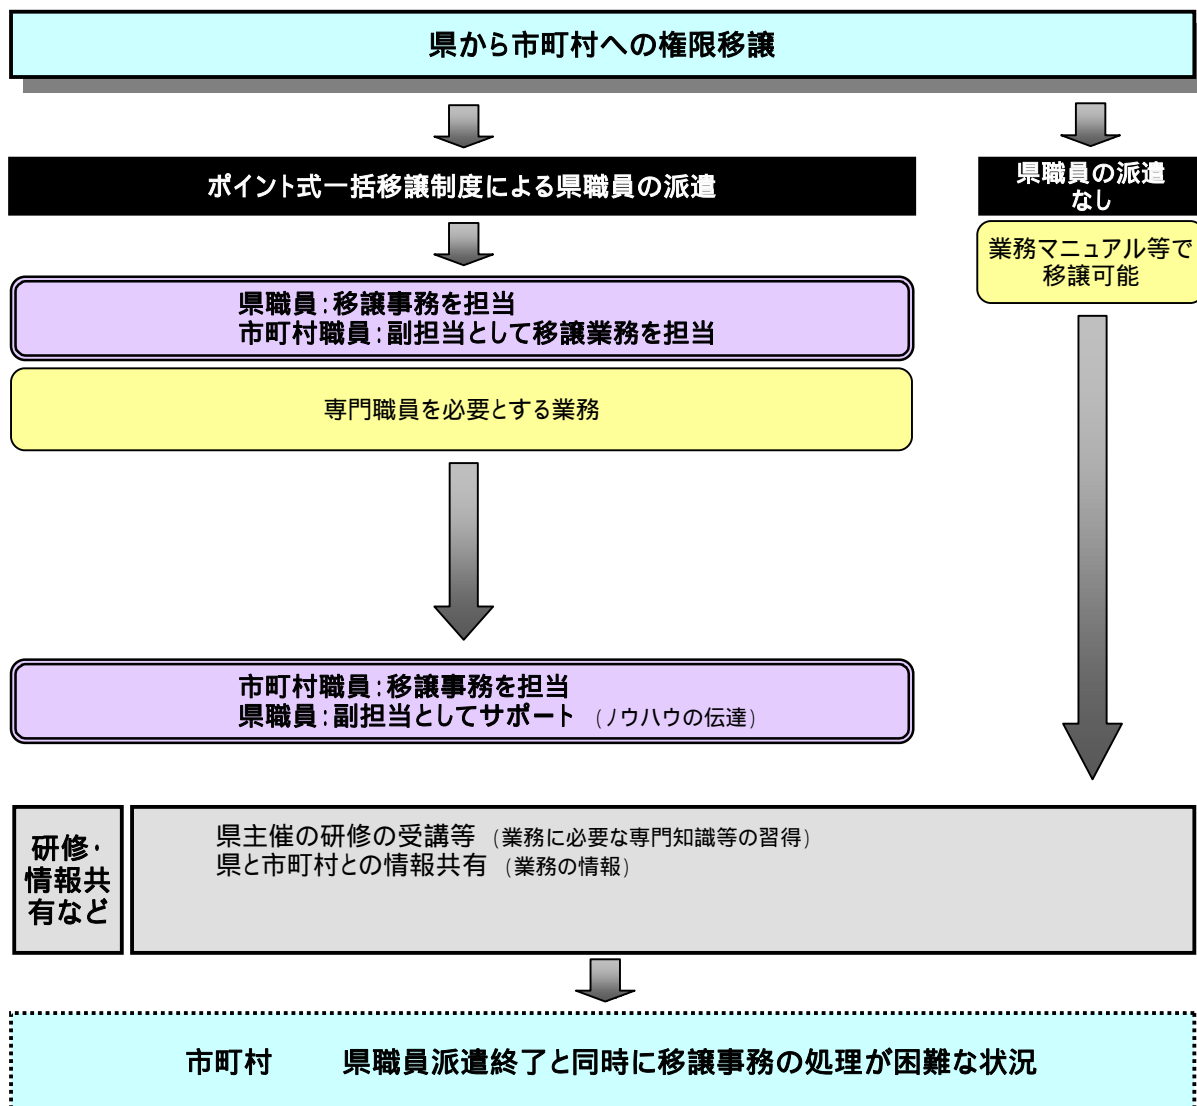 県から市町村への権限移譲
ポイント式一括移譲制度による県職員の派遣
県職員の派遣
なし
業務マニュアル等で
移譲可能
県職員：移譲事務を担当
市町村職員：副担当として移譲業務を担当
専門職員を必要とする業務
市町村職員：移譲事務を担当
県職員：副担当としてサポート （ノウハウの伝達）
研修・
情報共
有など
県主催の研修の受講等 （業務に必要な専門知識等の習得）
県と市町村との情報共有 （業務の情報）
市町村　　県職員派遣終了と同時に移譲事務の処理が困難な状況